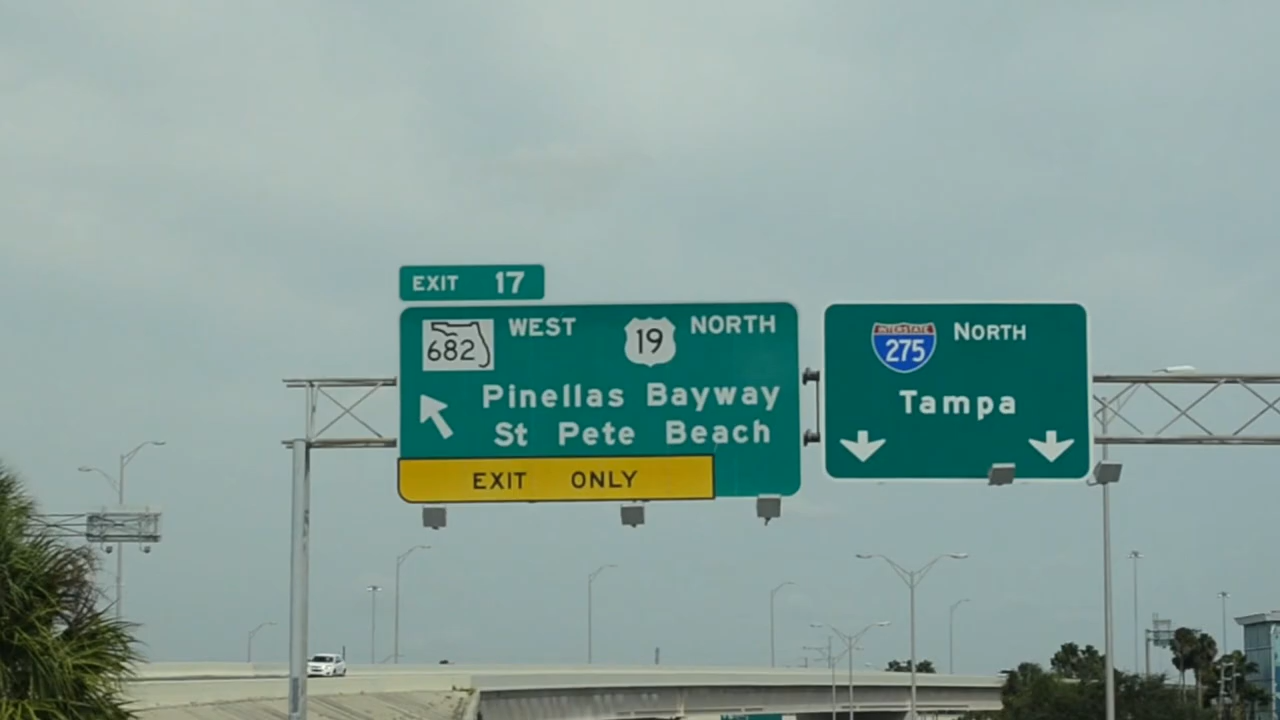 EXIT 17
682 WEST 19 NORTH
Pinellas Bayway
St Pete Beach
EXIT ONLY
INTERSTATE
275 NORTH
Tampa